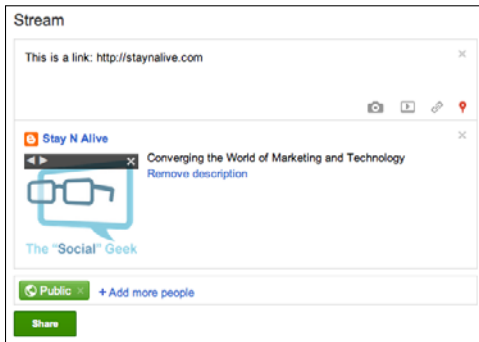 Stream
This is a link: http://staynalive.com
Stay N Alive
Converging the World of Marketing and Technology
Remove description
The "Social" Geek
Public
+ Add more people
Share